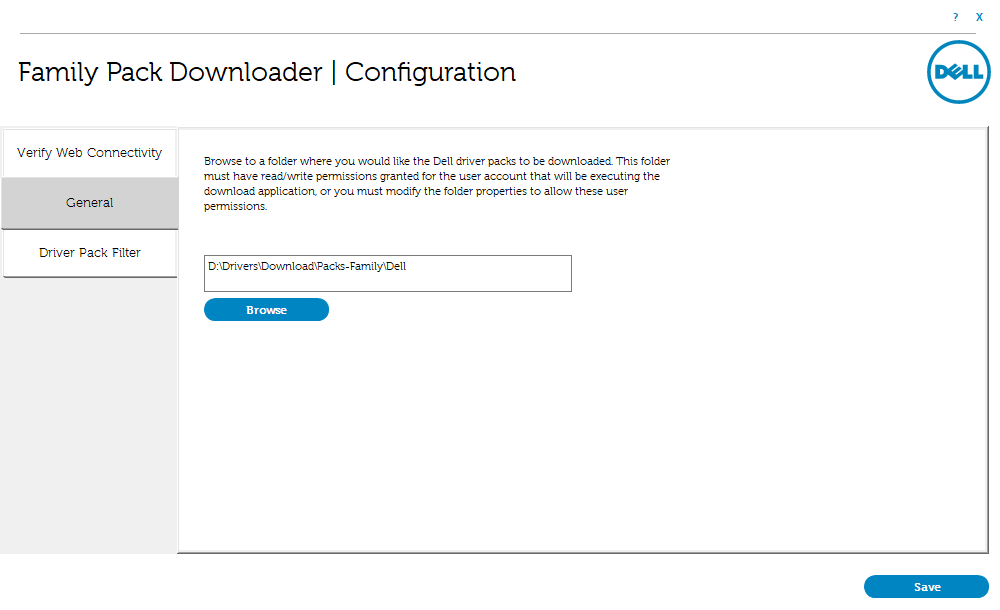 ? X
Family Pack Downloader | Configuration
DELL
Verify Web Connectivity
General
Driver Pack Filter
Browse to a folder where you would like the Dell driver packs to be downloaded. This folder
must have read/write permissions granted for the user account that will be executing the
download application, or you must modify the folder properties to allow these user
permissions.
D:\Drivers\Download\Packs-Family\Dell
Browse
Save